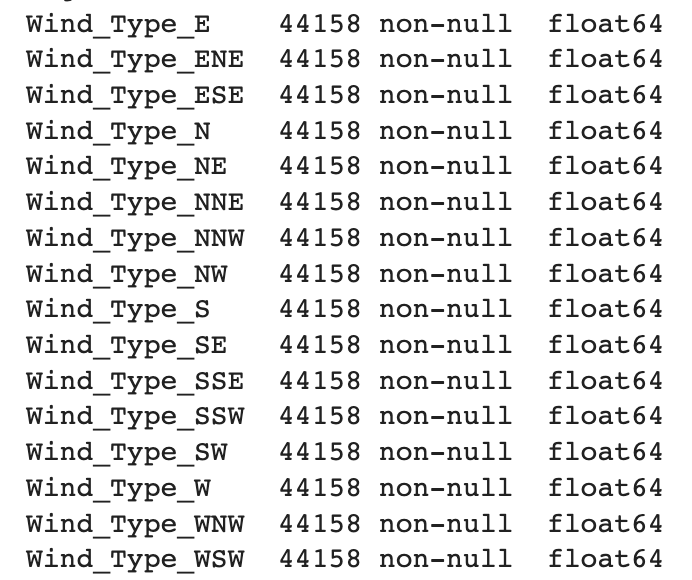 Wind_Type_E 44158 non-null float64
Wind_Type_ENE 44158 non-null float64
Wind_Type_ESE 44158 non-null float64
Wind_Type_N 44158 non-null float64
Wind_Type_NE 44158 non-null float64
Wind_Type_NNE 44158 non-null float64
Wind_Type_NNW 44158 non-null float64
Wind_Type_NW 44158 non-null float64
Wind_Type_S 44158 non-null float64
Wind_Type_SE 44158 non-null float64
Wind_Type_SSE 44158 non-null float64
Wind_Type_SSW 44158 non-null float64
Wind_Type_SW 44158 non-null float64
Wind_Type_W 44158 non-null float64
Wind_Type_WNW 44158 non-null float64
Wind_Type_WSW 44158 non-null float64